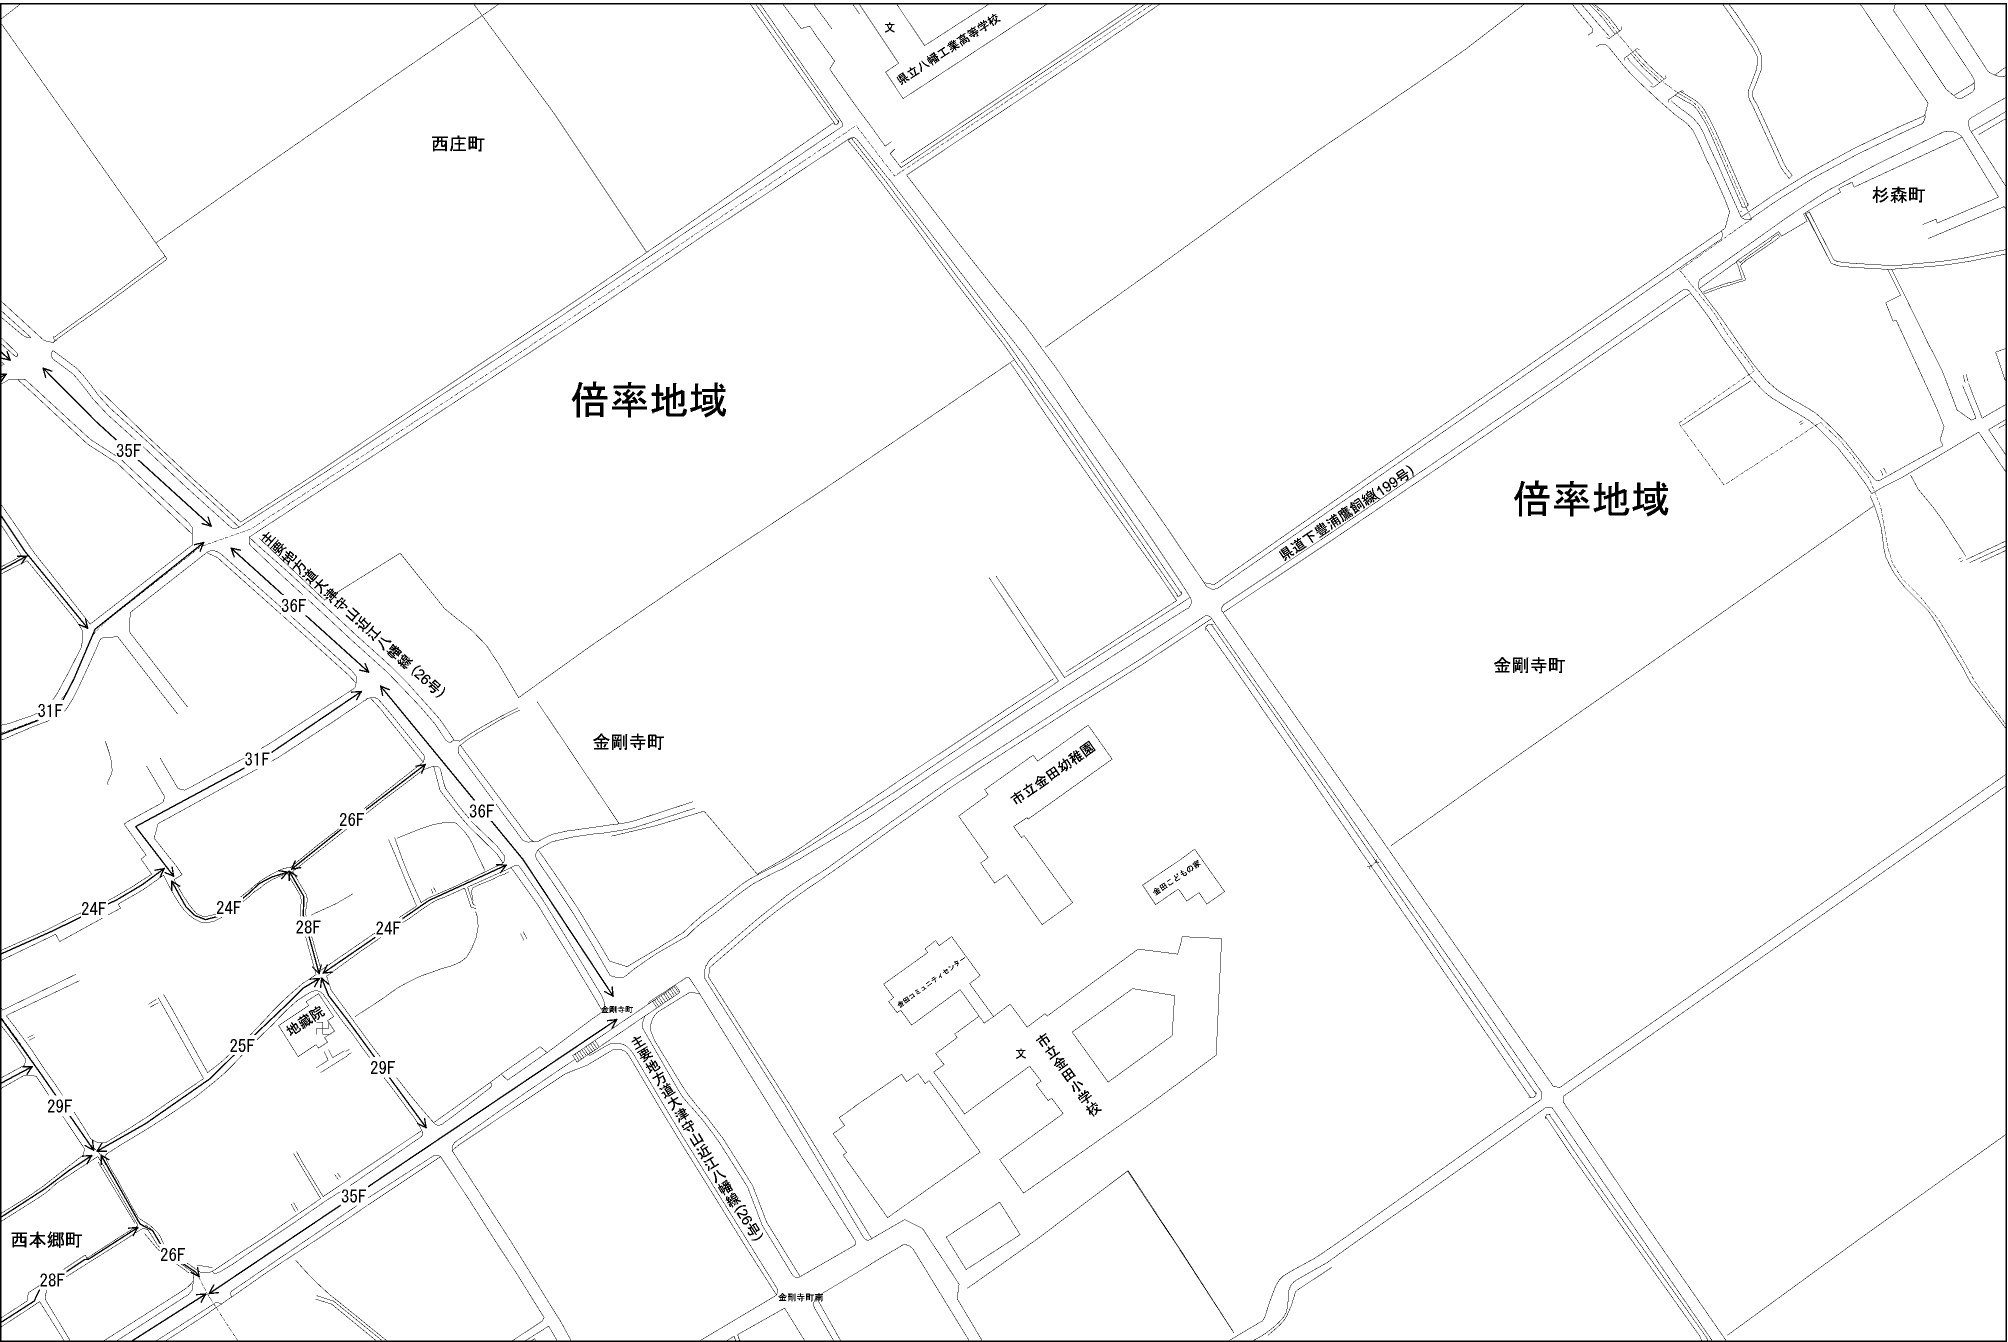 文
県立八幡工業高等学校
西庄町
杉森町
倍率地域
35F
県道下豊浦鷹飼線(199号)
倍率地域
主要地方道大津守山近江八幡線(26号)
36F
金剛寺町
31F
金剛寺町
31F
市立金田幼稚園
36F
26F
金田こどもの家
24F
24F
28F
24F
金田コミュニティセンター
金剛寺町
地蔵院
卍
25F
主要地方道大津守山近江八幡線(26号)
文
市立金田小学校
29F
29F
35F
西本郷町
26F
28F
金剛寺町南